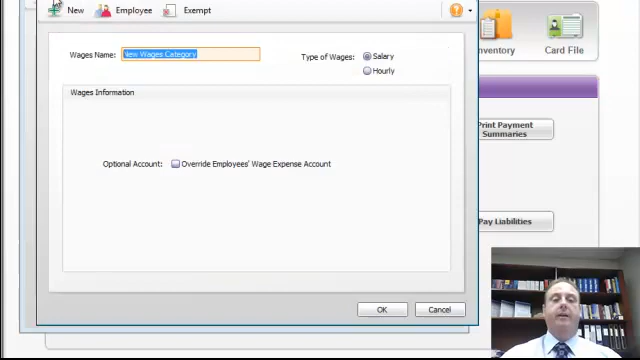 New Employee Exempt
Wages Name: New Wages Category
Type of Wages: Salary
Hourly
Wages Information
Optional Account: Override Employees' Wage Expense Account
OK Cancel
nventory Card File
Print Payment
Summaries
Pay Liabilities